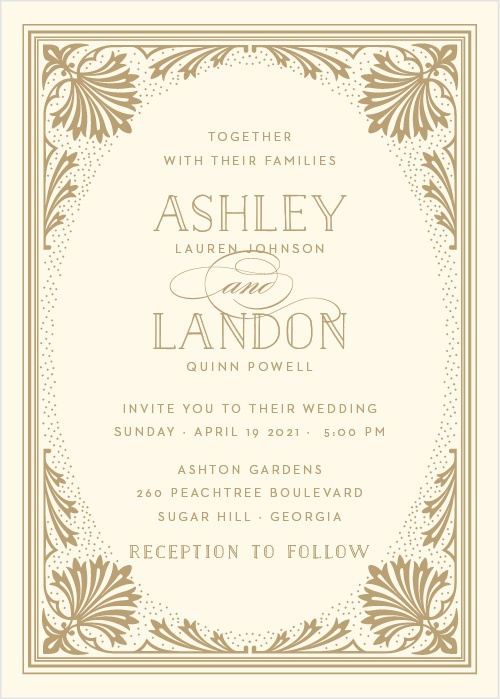 TOGETHER
WITH THEIR FAMILIES
ASHLEY
LAUREN JOHNSON
and
LANDON
QUINN POWELL
INVITE YOU TO THEIR WEDDING
SUNDAY · APRIL 19 2021 · 5:00 PM
ASHTON GARDENS
260 PEACHTREE BOULEVARD
SUGAR HILL · GEORGIA
RECEPTION TO FOLLOW